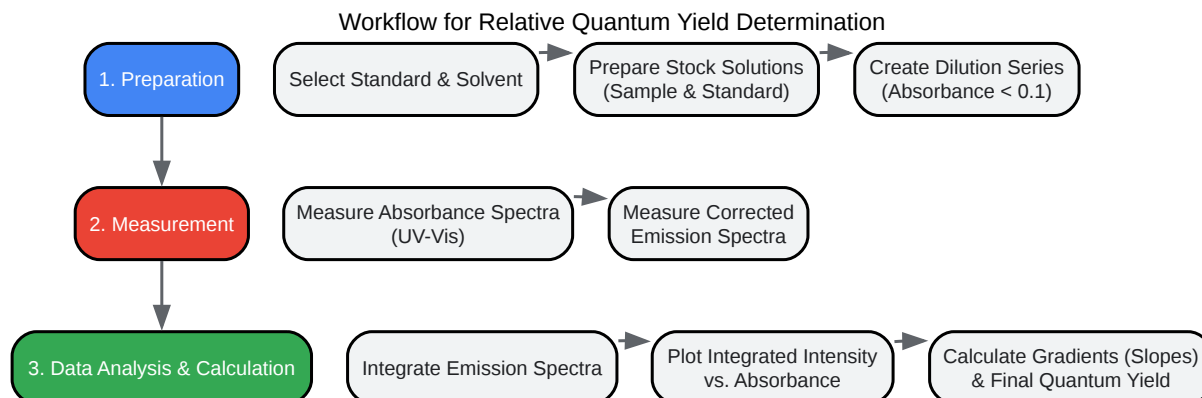 Workflow for Relative Quantum Yield Determination
1. Preparation
Select Standard & Solvent
Prepare Stock Solutions
(Sample & Standard)
Create Dilution Series
(Absorbance < 0.1)
2. Measurement
Measure Absorbance Spectra
(UV-Vis)
Measure Corrected
Emission Spectra
3. Data Analysis & Calculation
Integrate Emission Spectra
Plot Integrated Intensity
vs. Absorbance
Calculate Gradients (Slopes)
& Final Quantum Yield